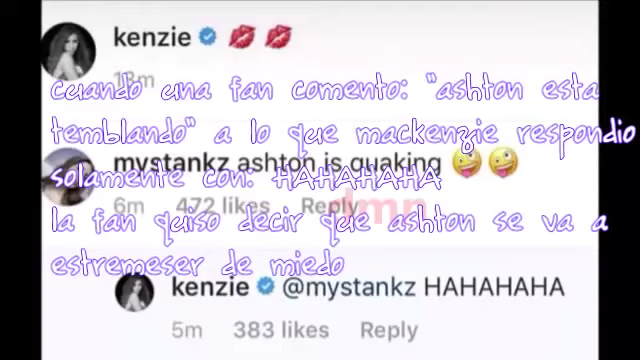 kenzie
cuando una fan comento: "ashton esta
13m
temblando" a lo que mackenzie respondio
mystankz ashton is quaking
solamente con: HAHAHAHA
6m 472 likes Reply
la fan quiso decir que ashton se va a
estremeser de miedo
kenzie @mystankz HAHAHAHA
5m 383 likes Reply